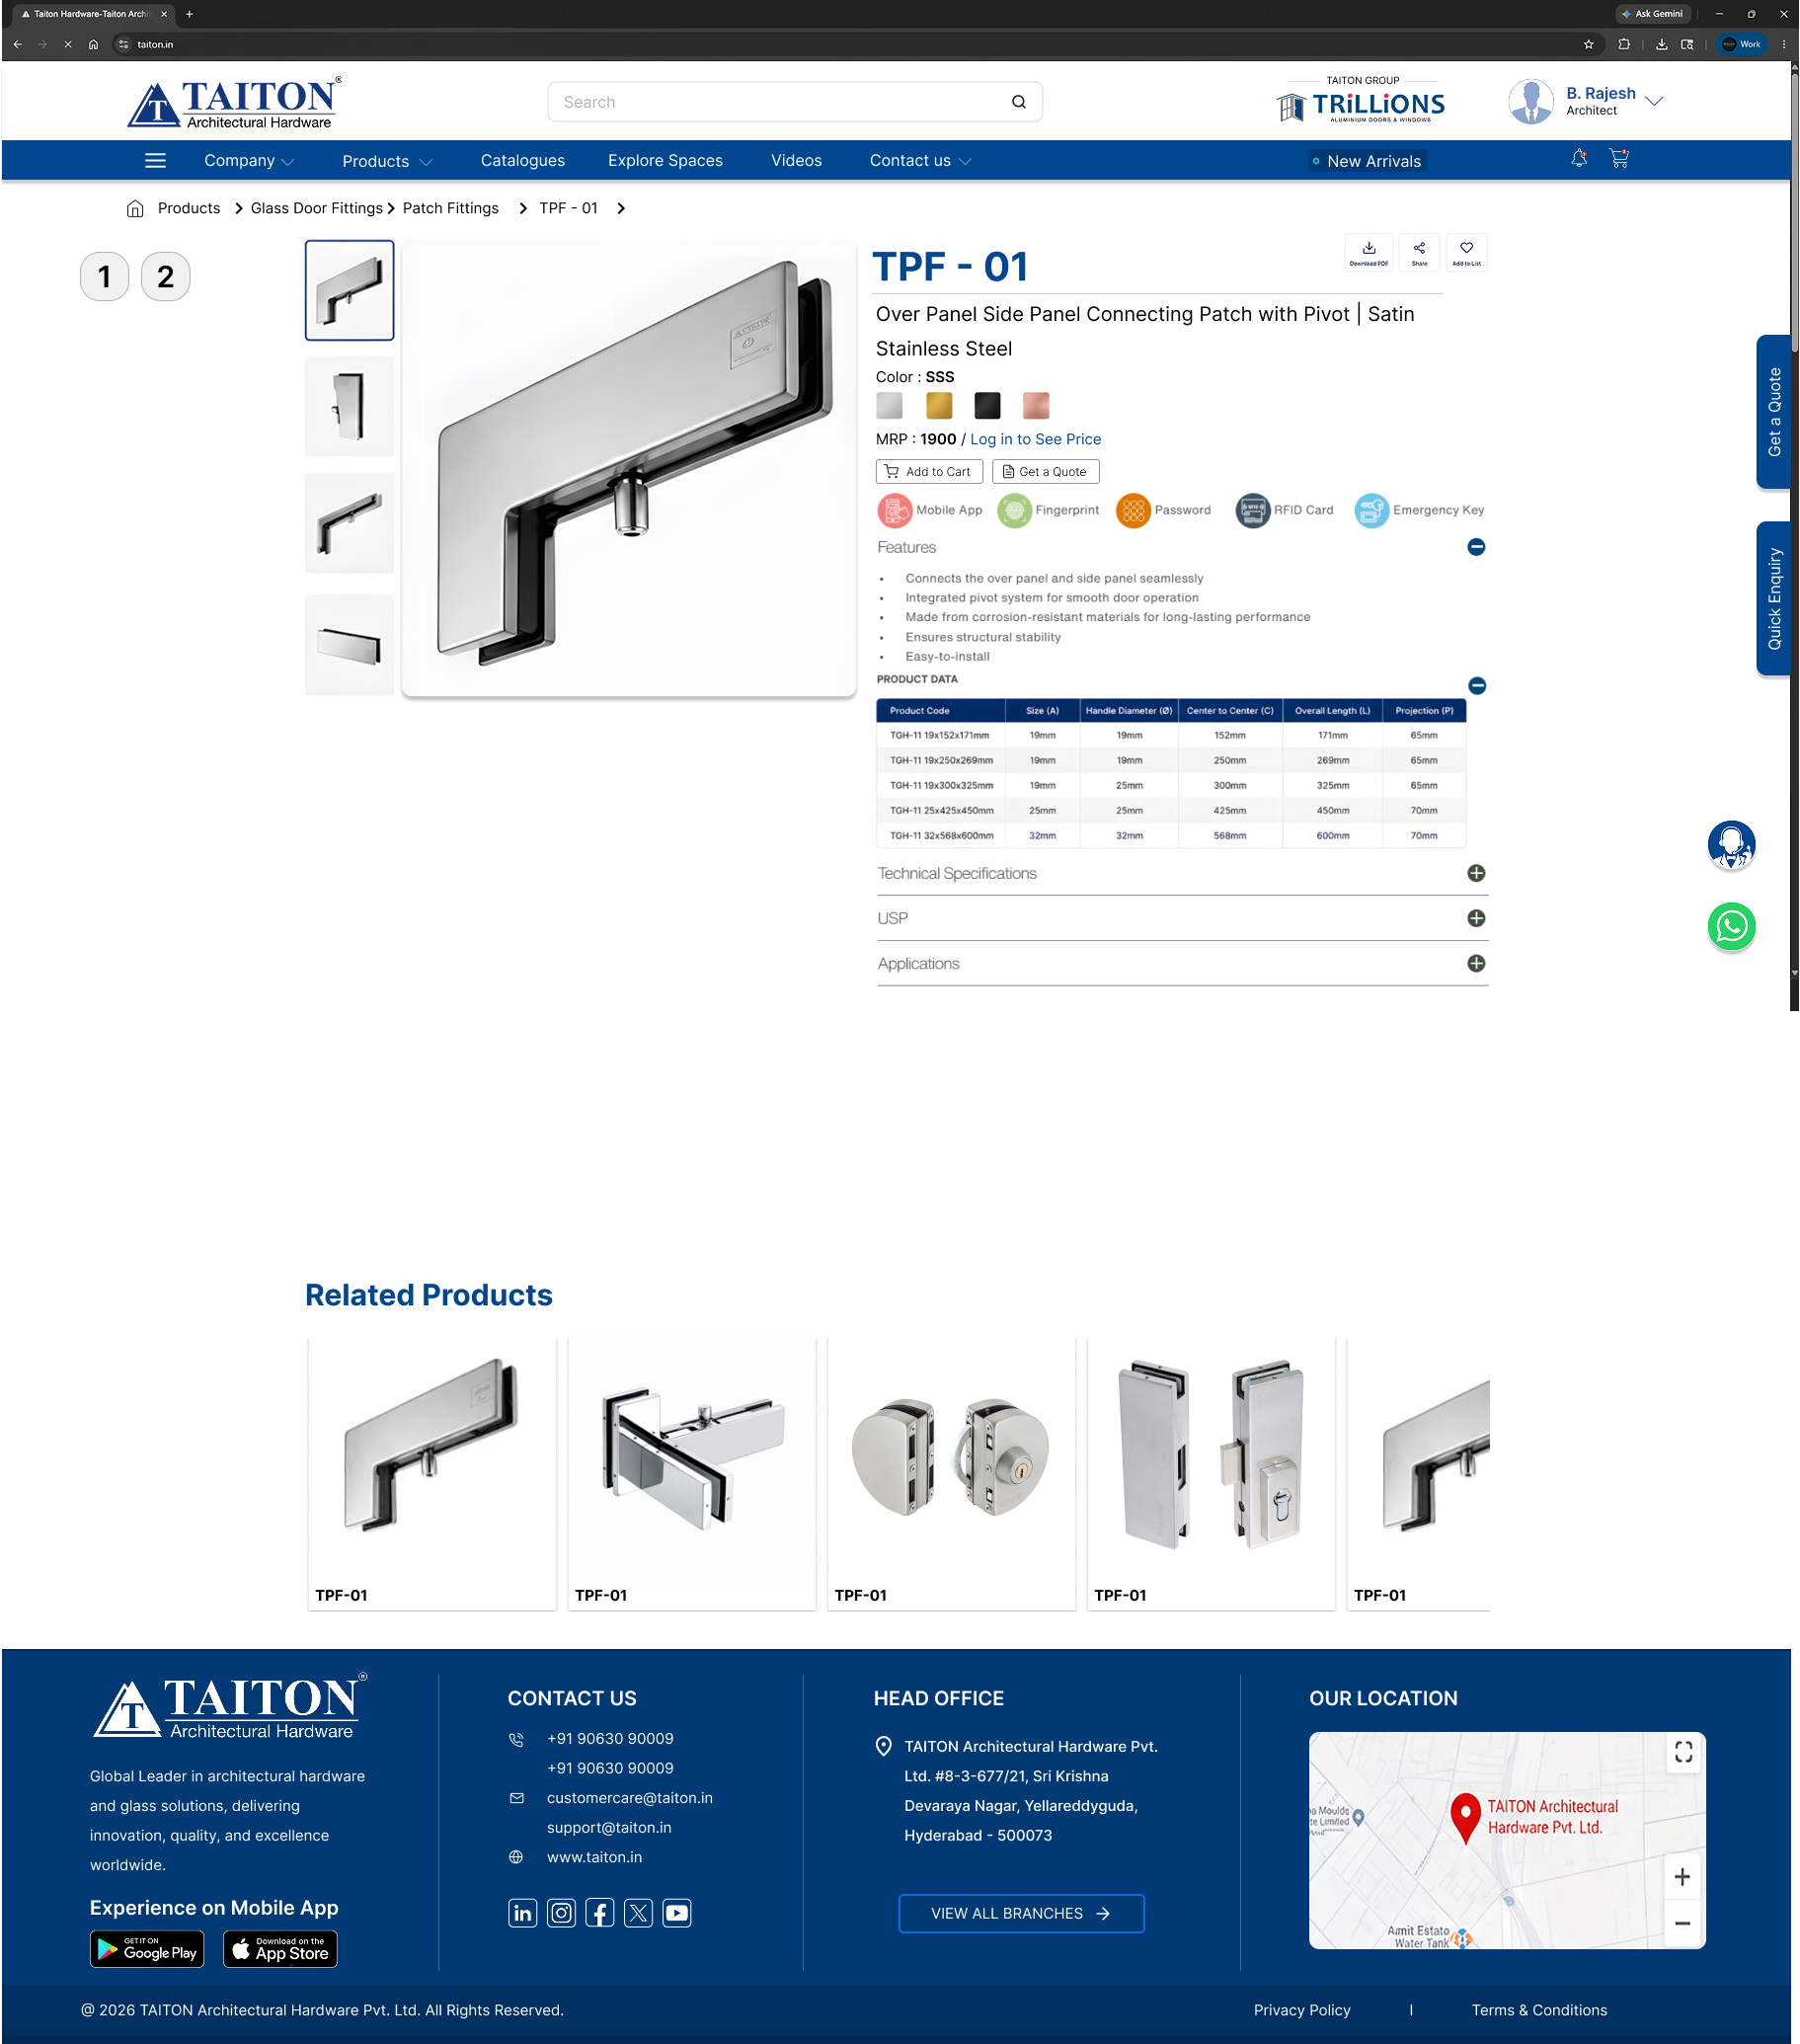 Taiton Hardware-Taiton Archi
Ask Gemini
taiton.in
Work
TAITON
Architectural Hardware
Search
TAITON GROUP
TRiLLiONS
ALUMINIUM DOORS & WINDOWS
B. Rajesh
Architect
Company
Products
Catalogues
Explore Spaces
Videos
Contact us
New Arrivals
Products
Glass Door Fittings
Patch Fittings
TPF - 01
1
2
TAITON
TPF - 01
Download PDF
Share
Add to List
Over Panel Side Panel Connecting Patch with Pivot | Satin
Stainless Steel
Color : SSS
MRP : 1900 / Log in to See Price
Add to Cart
Get a Quote
Mobile App
Fingerprint
Password
RFID
RFID Card
Emergency Key
Features
• Connects the over panel and side panel seamlessly
• Integrated pivot system for smooth door operation
• Made from corrosion-resistant materials for long-lasting performance
• Ensures structural stability
• Easy-to-install
PRODUCT DATA
Product Code Size (A) Handle Diameter (Ø) Center to Center (C) Overall Length (L) Projection (P)
TGH-11 19x152x171mm 19mm 19mm 152mm 171mm 65mm
TGH-11 19x250x269mm 19mm 19mm 250mm 269mm 65mm
TGH-11 19x300x325mm 19mm 25mm 300mm 325mm 65mm
TGH-11 25x425x450mm 25mm 25mm 425mm 450mm 70mm
TGH-11 32x568x600mm 32mm 32mm 568mm 600mm 70mm
Technical Specifications
USP
Applications
Get a Quote
Quick Enquiry
Related Products
TPF-01
TPF-01
TPF-01
TPF-01
TPF-01
TAITON
Architectural Hardware
Global Leader in architectural hardware
and glass solutions, delivering
innovation, quality, and excellence
worldwide.
Experience on Mobile App
GET IT ON
Google Play
Download on the
App Store
CONTACT US
+91 90630 90009
+91 90630 90009
customercare@taiton.in
support@taiton.in
www.taiton.in
HEAD OFFICE
TAITON Architectural Hardware Pvt.
Ltd. #8-3-677/21, Sri Krishna
Devaraya Nagar, Yellareddyguda,
Hyderabad - 500073
VIEW ALL BRANCHES
OUR LOCATION
a Moulde
te Limited
TAITON Architectural
Hardware Pvt. Ltd.
Amit Estato
Water Tank
@ 2026 TAITON Architectural Hardware Pvt. Ltd. All Rights Reserved.
Privacy Policy
|
Terms & Conditions